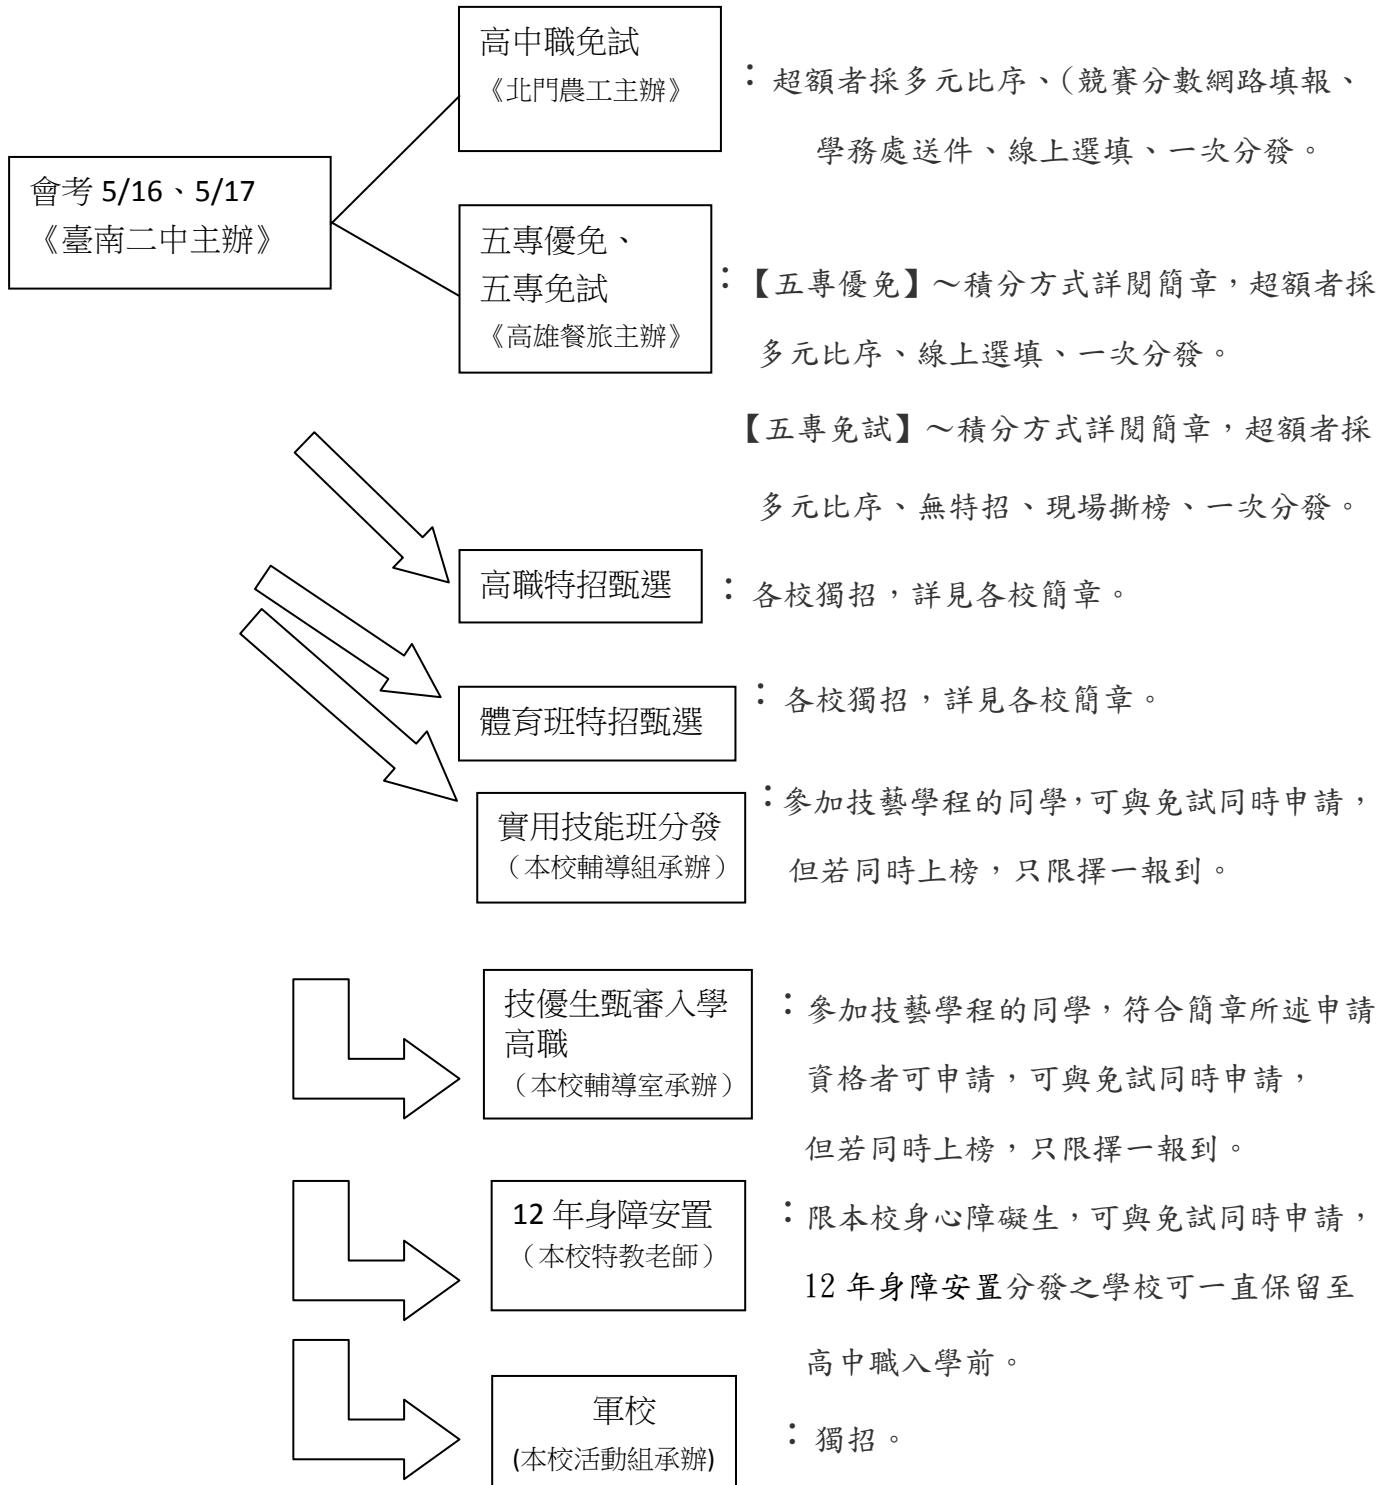 高中職免試
《北門農工主辦》
：超額者採多元比序、(競賽分數網路填報、
學務處送件、線上選填、一次分發。
會考 5/16、5/17
《臺南二中主辦》
五專優免、
五專免試
《高雄餐旅主辦》
：【五專優免】～積分方式詳閱簡章，超額者採
多元比序、線上選填、一次分發。
【五專免試】～積分方式詳閱簡章，超額者採
多元比序、無特招、現場撕榜、一次分發。
高職特招甄選
：各校獨招，詳見各校簡章。
體育班特招甄選
：各校獨招，詳見各校簡章。
實用技能班分發
（本校輔導組承辦）
：參加技藝學程的同學，可與免試同時申請，
但若同時上榜，只限擇一報到。
技優生甄審入學
高職
（本校輔導室承辦）
：參加技藝學程的同學，符合簡章所述申請
資格者可申請，可與免試同時申請，
但若同時上榜，只限擇一報到。
12 年身障安置
（本校特教老師）
：限本校身心障礙生，可與免試同時申請，
12 年身障安置分發之學校可一直保留至
高中職入學前。
軍校
(本校活動組承辦)
：獨招。